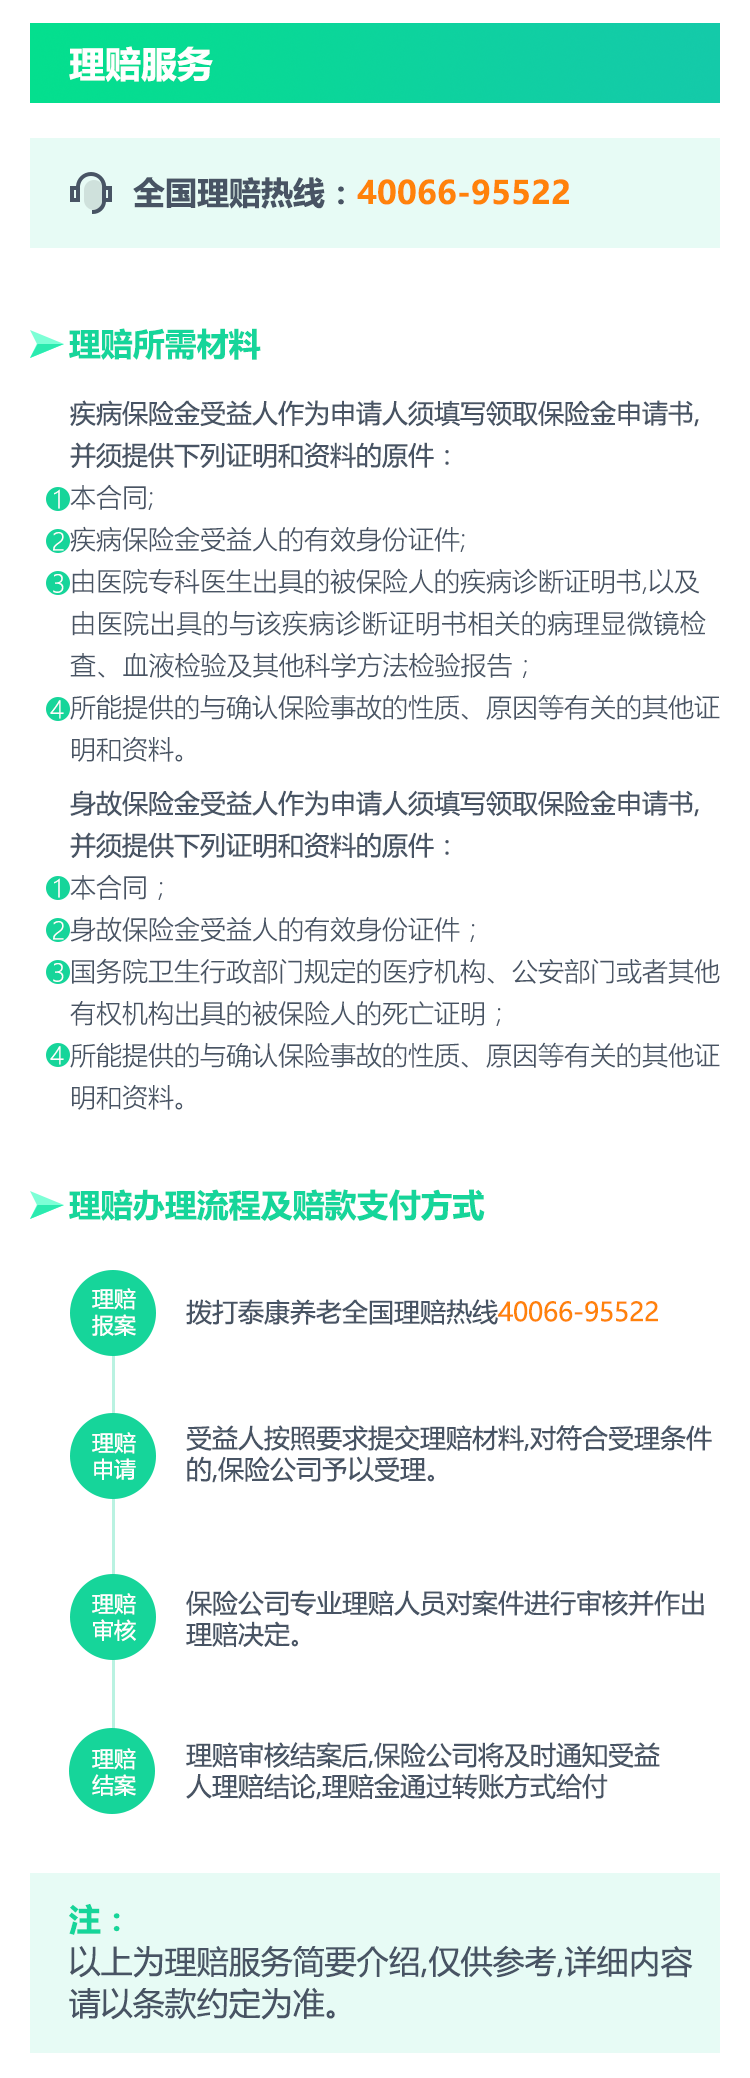 理赔服务
全国理赔热线：40066-95522
理赔所需材料
疾病保险金受益人作为申请人须填写领取保险金申请书,
并须提供下列证明和资料的原件：
1本合同;
2疾病保险金受益人的有效身份证件;
3由医院专科医生出具的被保险人的疾病诊断证明书,以及
由医院出具的与该疾病诊断证明书相关的病理显微镜检
查、血液检验及其他科学方法检验报告；
4所能提供的与确认保险事故的性质、原因等有关的其他证
明和资料。
身故保险金受益人作为申请人须填写领取保险金申请书,
并须提供下列证明和资料的原件：
1本合同；
2身故保险金受益人的有效身份证件；
3国务院卫生行政部门规定的医疗机构、公安部门或者其他
有权机构出具的被保险人的死亡证明；
4所能提供的与确认保险事故的性质、原因等有关的其他证
明和资料。
理赔办理流程及赔款支付方式
理赔
报案
拨打泰康养老全国理赔热线40066-95522
理赔
申请
受益人按照要求提交理赔材料,对符合受理条件
的,保险公司予以受理。
理赔
审核
保险公司专业理赔人员对案件进行审核并作出
理赔决定。
理赔
结案
理赔审核结案后,保险公司将及时通知受益
人理赔结论,理赔金通过转账方式给付
注：
以上为理赔服务简要介绍,仅供参考,详细内容
请以条款约定为准。